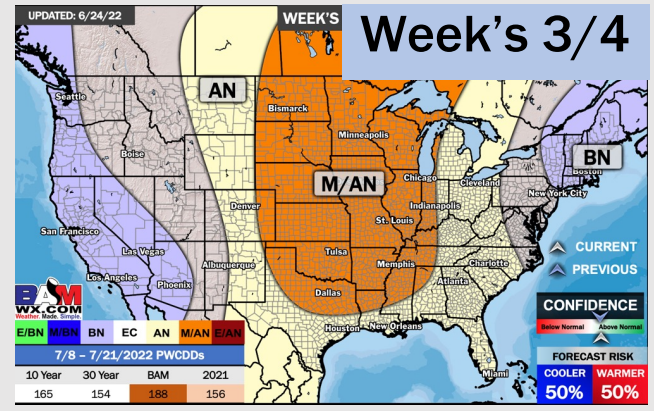 UPDATED: 6/24/22
WEEK'S
Week's 3/4
AN
Seattle
Bismarck
Minneapolis
Boise
BN
Boston
M/AN
Chicago
Cleveland
New York City
Denver
Indianapolis
St. Louis
San Francisco
Las Vegas
Tulsa
Memphis
Charlotte
Los Angeles
Phoenix
Albuquerque
Atlanta
Dallas
Houston
New Orleans
Miami
CURRENT
PREVIOUS
BAM
WX.COM
Weather. Made. Simple.
E/BN M/BN BN EC AN M/AN E/AN
7/8 – 7/21/2022 PWCDDs
10 Year 30 Year BAM 2021
165 154 188 156
CONFIDENCE
Below Normal Above Normal
FORECAST RISK
COOLER WARMER
50% 50%